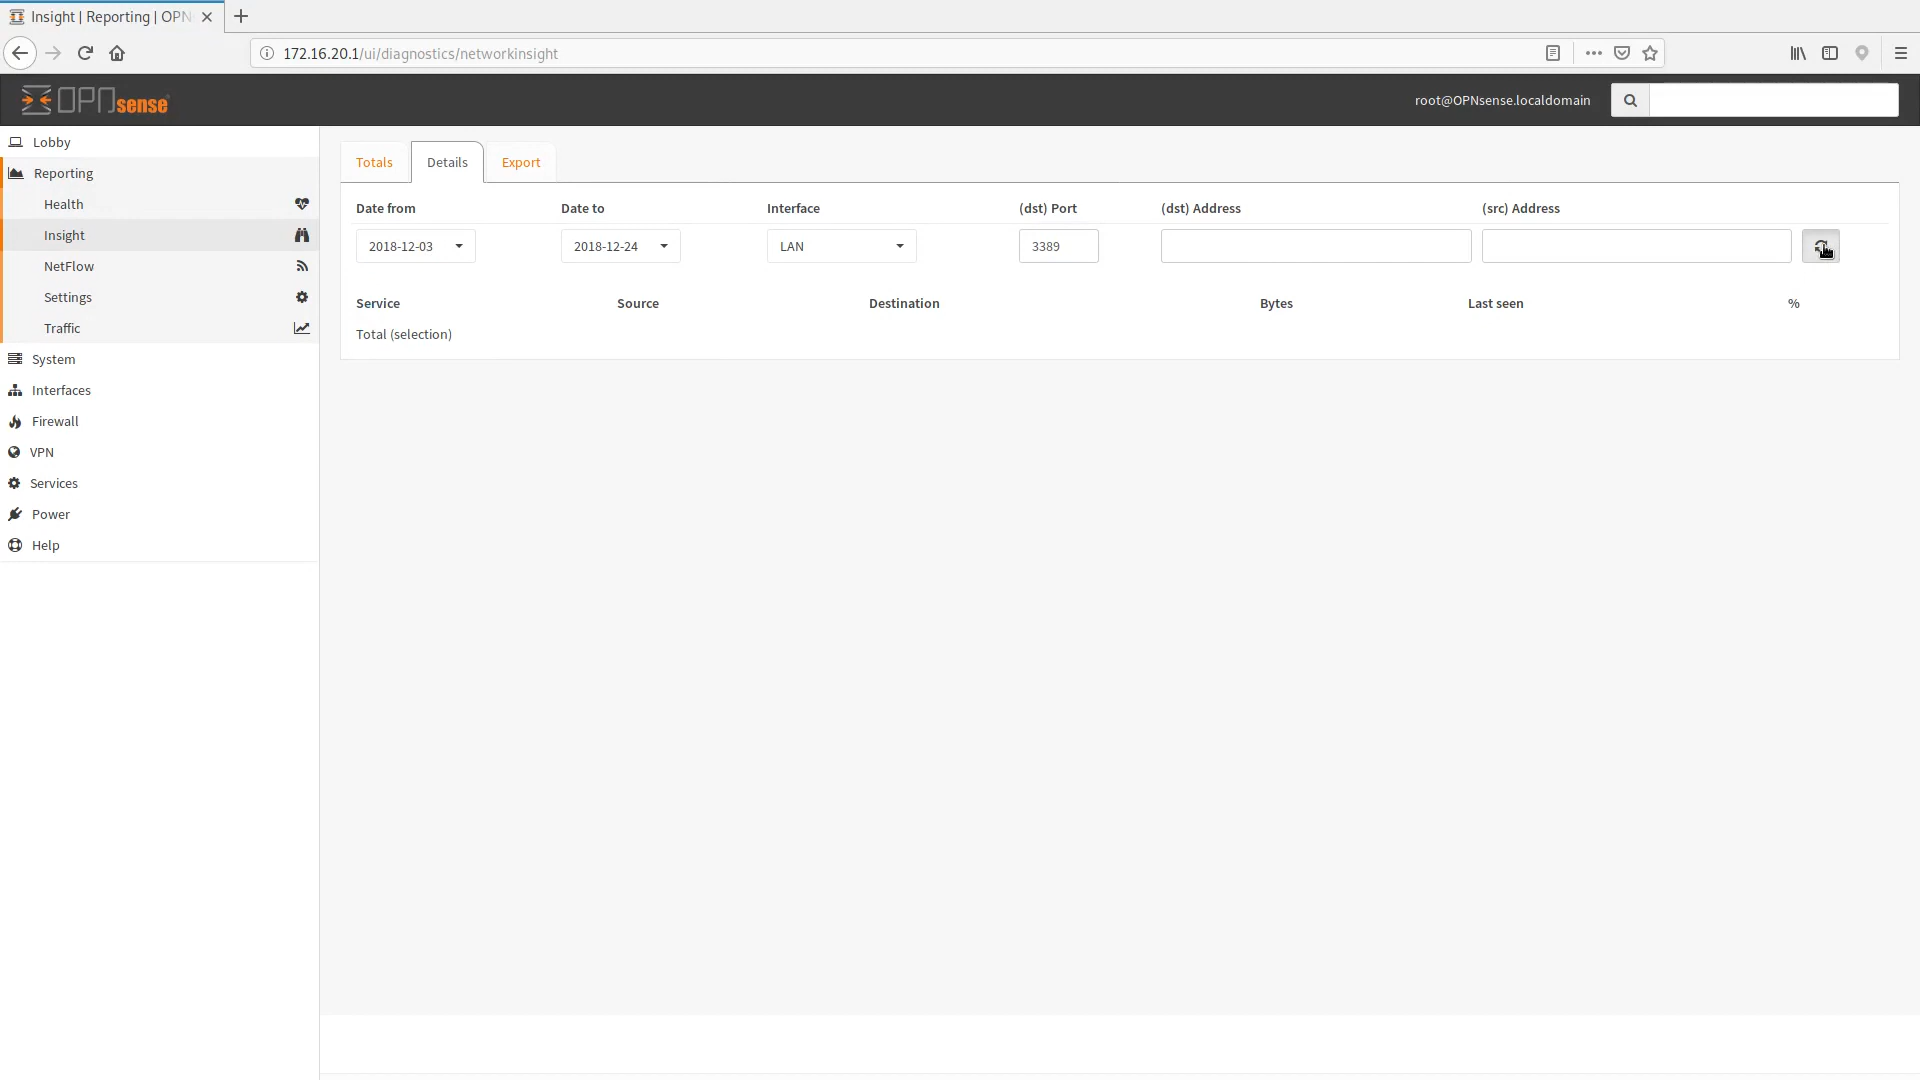 Insight | Reporting | OPN
172.16.20.1/ui/diagnostics/networkinsight
OPNsense
root@OPNsense.localdomain
Lobby
Reporting
Health
Insight
NetFlow
Settings
Traffic
System
Interfaces
Firewall
VPN
Services
Power
Help
Totals Details Export
Date from Date to Interface (dst) Port (dst) Address (src) Address
2018-12-03 2018-12-24 LAN 3389
Service Source Destination Bytes Last seen %
Total (selection)